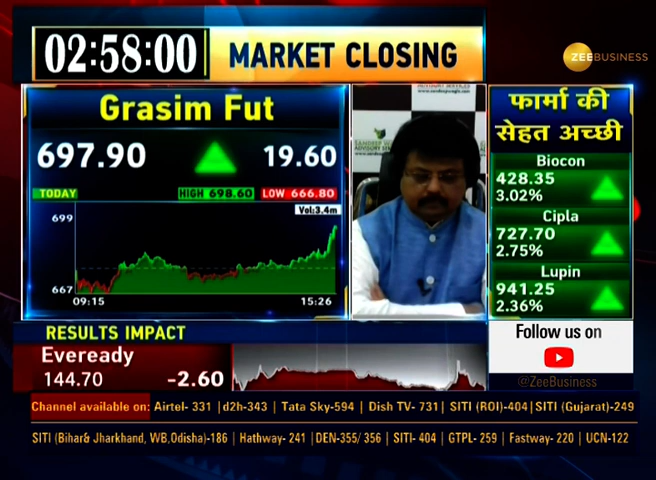 02:58:00 MARKET CLOSING
ZEE BUSINESS
Grasim Fut
697.90 19.60
TODAY HIGH 698.60 LOW 666.80
Vol:3.4m
699
667
09:15 15:26
फार्मा की
सेहत अच्छी
Biocon
428.35
3.02%
Cipla
727.70
2.75%
Lupin
941.25
2.36%
RESULTS IMPACT
Eveready
144.70 -2.60
Follow us on
@ZeeBusiness
Channel available on: Airtel- 331 |d2h-343 | Tata Sky-594 | Dish TV- 731| SITI (ROI)-404|SITI (Gujarat)-249
SITI (Bihar& Jharkhand, WB,Odisha)-186 | Hathway- 241 |DEN-355/ 356 | SITI- 404 | GTPL- 259 | Fastway- 220 | UCN-122